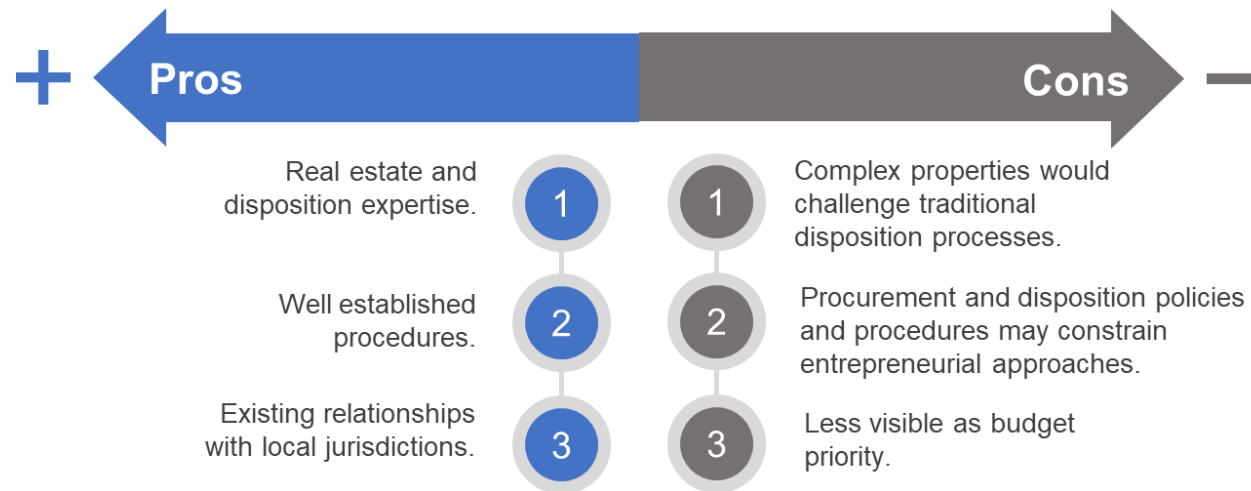 +
Pros
Cons
−
Real estate and
disposition expertise.
1
1
Complex properties would
challenge traditional
disposition processes.
Well established
procedures.
2
2
Procurement and disposition policies
and procedures may constrain
entrepreneurial approaches.
Existing relationships
with local jurisdictions.
3
3
Less visible as budget
priority.